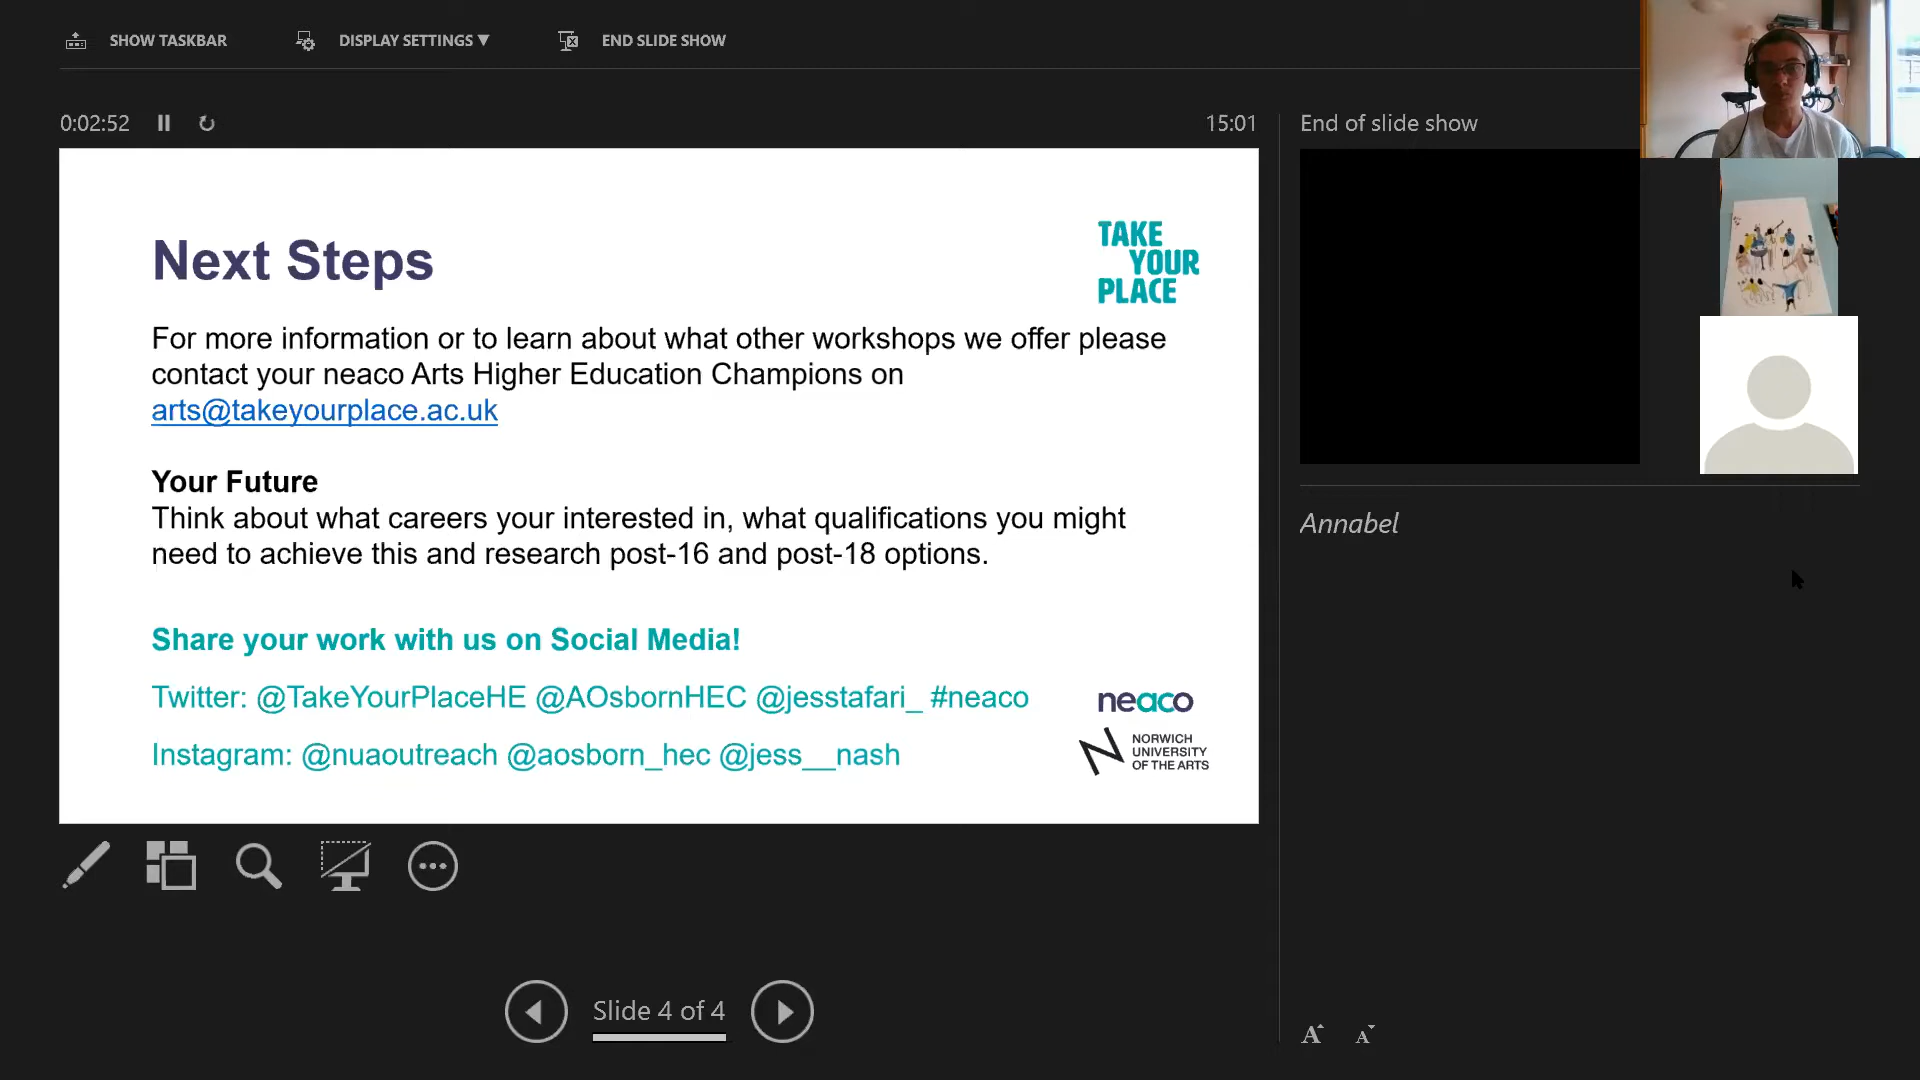 SHOW TASKBAR
DISPLAY SETTINGS ▼
END SLIDE SHOW
0:02:52
15:01
End of slide show
Next Steps
TAKE
YOUR
PLACE
For more information or to learn about what other workshops we offer please
contact your neaco Arts Higher Education Champions on
arts@takeyourplace.ac.uk
Your Future
Think about what careers your interested in, what qualifications you might
need to achieve this and research post-16 and post-18 options.
Share your work with us on Social Media!
Twitter: @TakeYourPlaceHE @AOsbornHEC @jesstafari_ #neaco
Instagram: @nuaoutreach @aosborn_hec @jess__nash
neaco
NORWICH
UNIVERSITY
OF THE ARTS
Annabel
Slide 4 of 4
A A